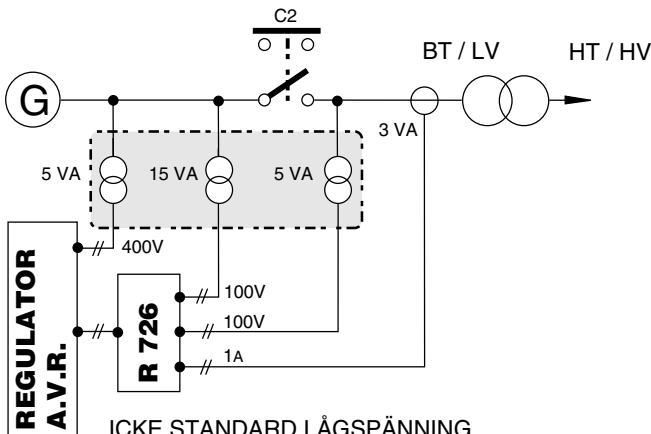 C2
BT / LV
HT / HV
G
3 VA
5 VA
15 VA
5 VA
400V
100V
100V
1A
REGULATOR
A.V.R.
R 726
ICKE STANDARD LÅGSPÄNNING